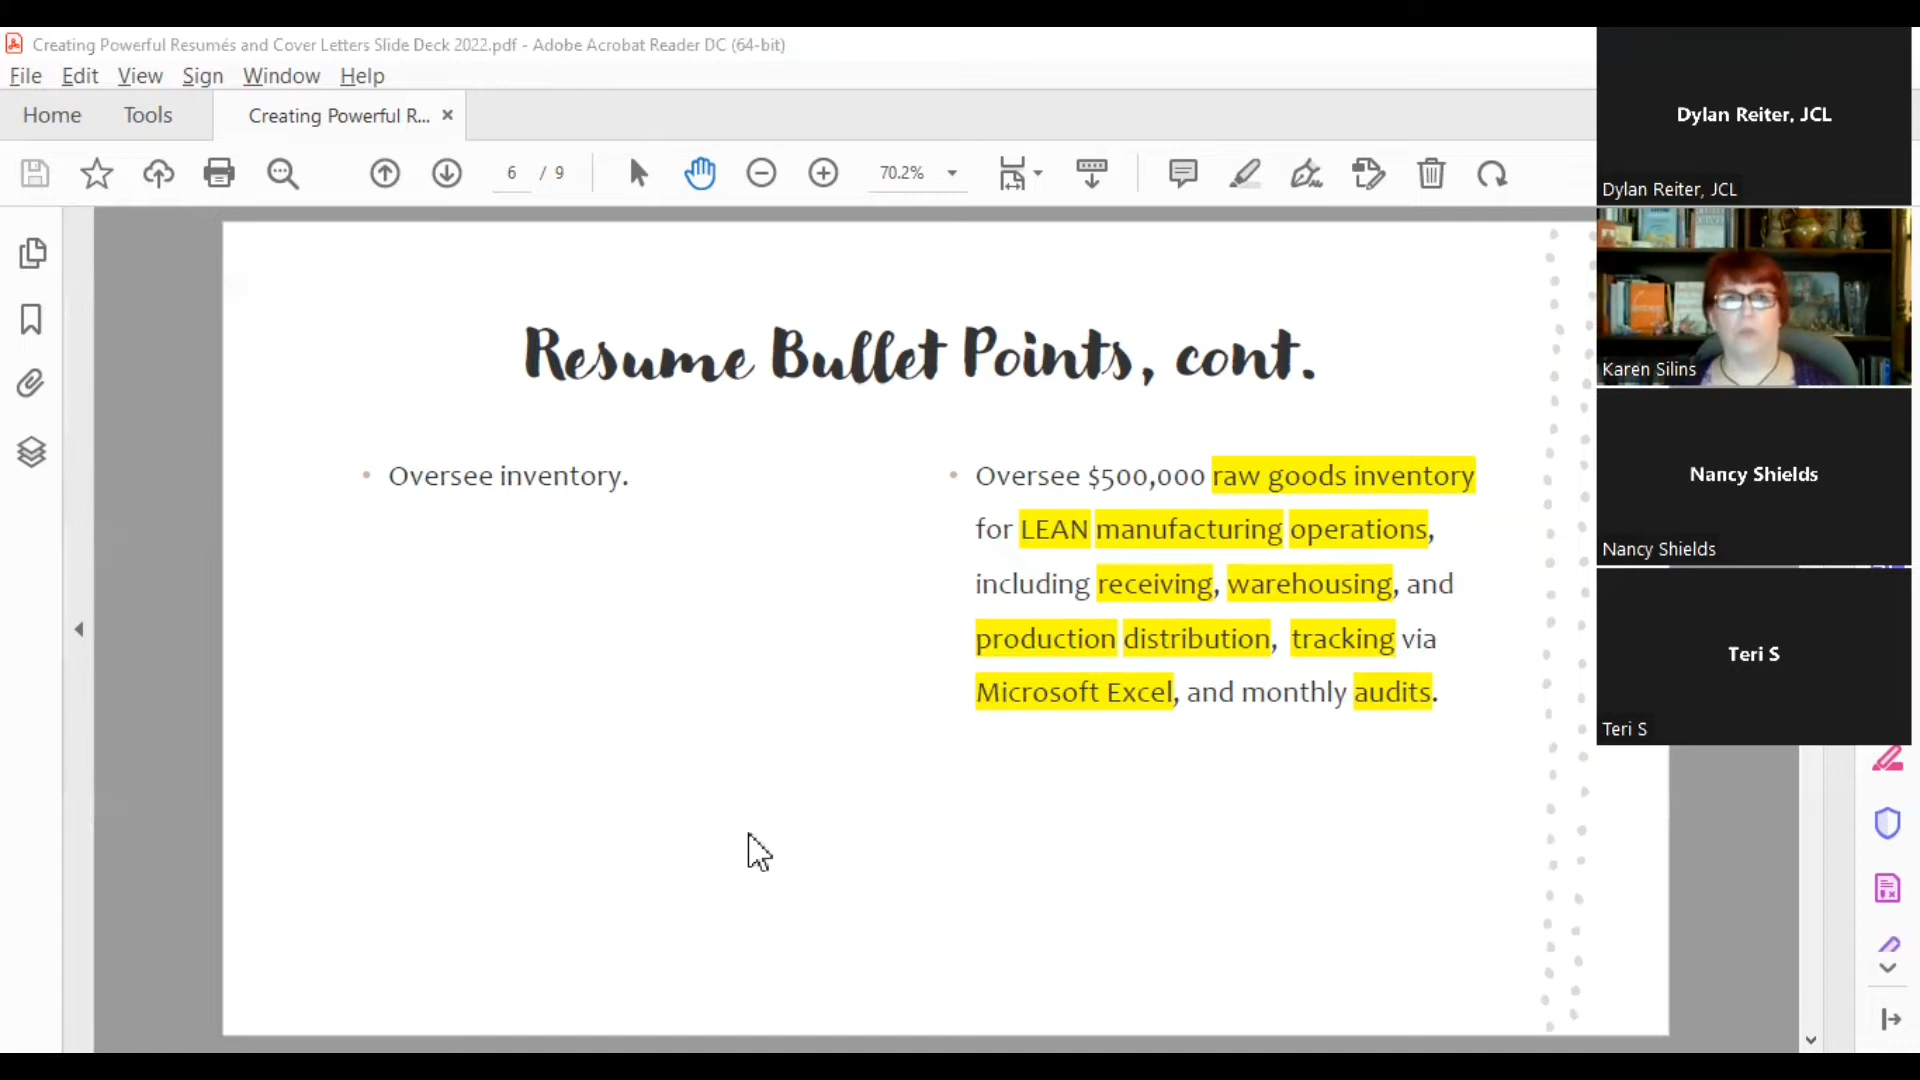 Creating Powerful Resumés and Cover Letters Slide Deck 2022.pdf - Adobe Acrobat Reader DC (64-bit)
File Edit View Sign Window Help
Home Tools Creating Powerful R... ×
6 / 9 70.2%
Resume Bullet Points, cont.
• Oversee inventory.
• Oversee $500,000 raw goods inventory
for LEAN manufacturing operations,
including receiving, warehousing, and
production distribution, tracking via
Microsoft Excel, and monthly audits.
Dylan Reiter, JCL
Dylan Reiter, JCL
Karen Silins
Nancy Shields
Nancy Shields
Teri S
Teri S